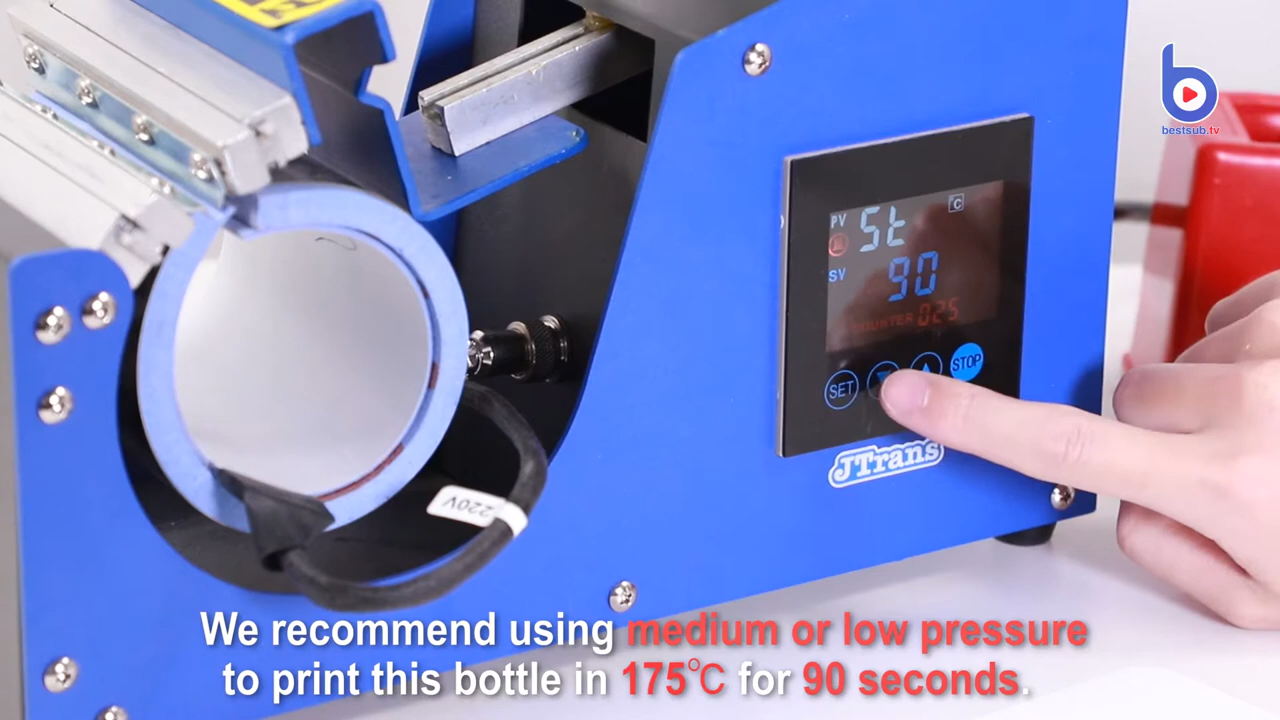 bestsub.tv
PV St °C
SV 90
COUNTER 025
SET STOP
JTrans
220V
We recommend using medium or low pressure
to print this bottle in 175℃ for 90 seconds.